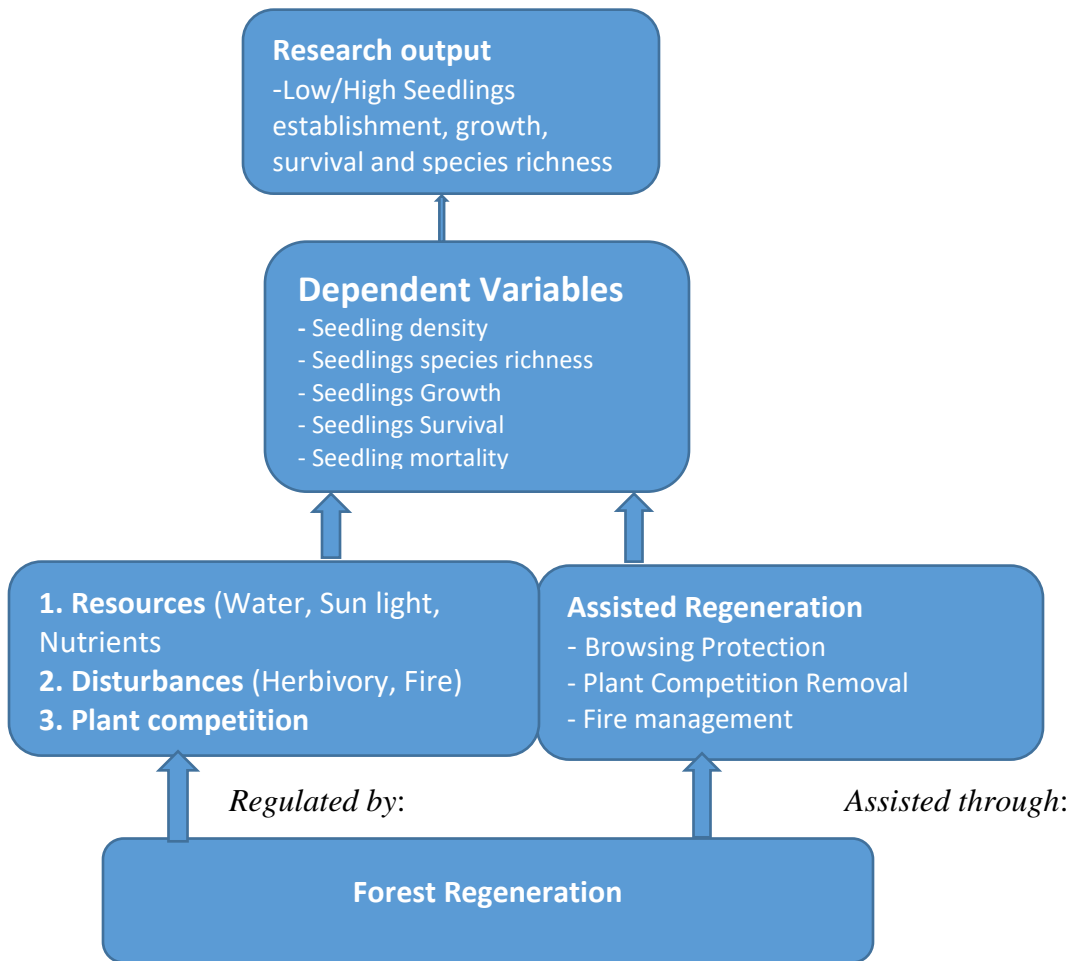 Research output
-Low/High Seedlings
establishment, growth,
survival and species richness
Dependent Variables
- Seedling density
- Seedlings species richness
- Seedlings Growth
- Seedlings Survival
- Seedling mortality
1. Resources (Water, Sun light,
Nutrients
2. Disturbances (Herbivory, Fire)
3. Plant competition
Assisted Regeneration
- Browsing Protection
- Plant Competition Removal
- Fire management
Regulated by:
Assisted through:
Forest Regeneration